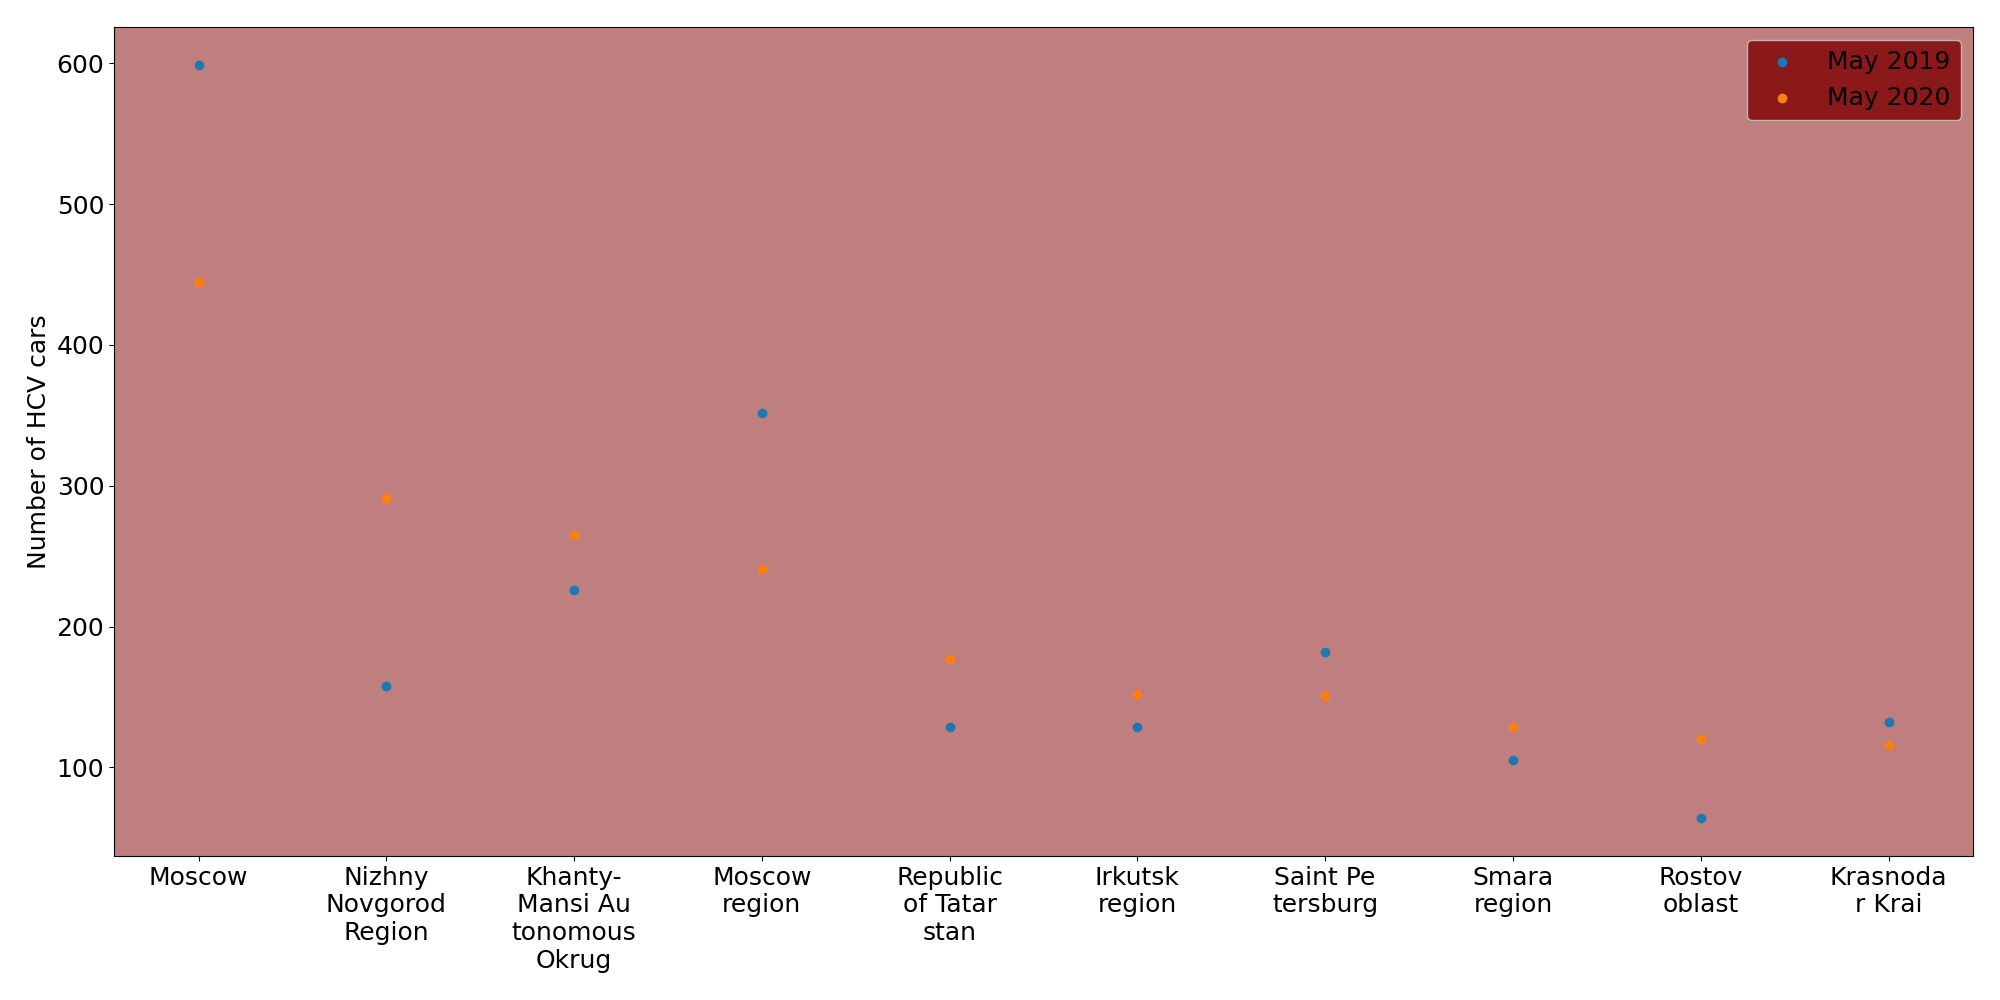 600
500
400
300
200
100
Number of HCV cars
May 2019
May 2020
Moscow
Nizhny
Novgorod
Region
Khanty-
Mansi Au
tonomous
Okrug
Moscow
region
Republic
of Tatar
stan
Irkutsk
region
Saint Pe
tersburg
Smara
region
Rostov
oblast
Krasnoda
r Krai